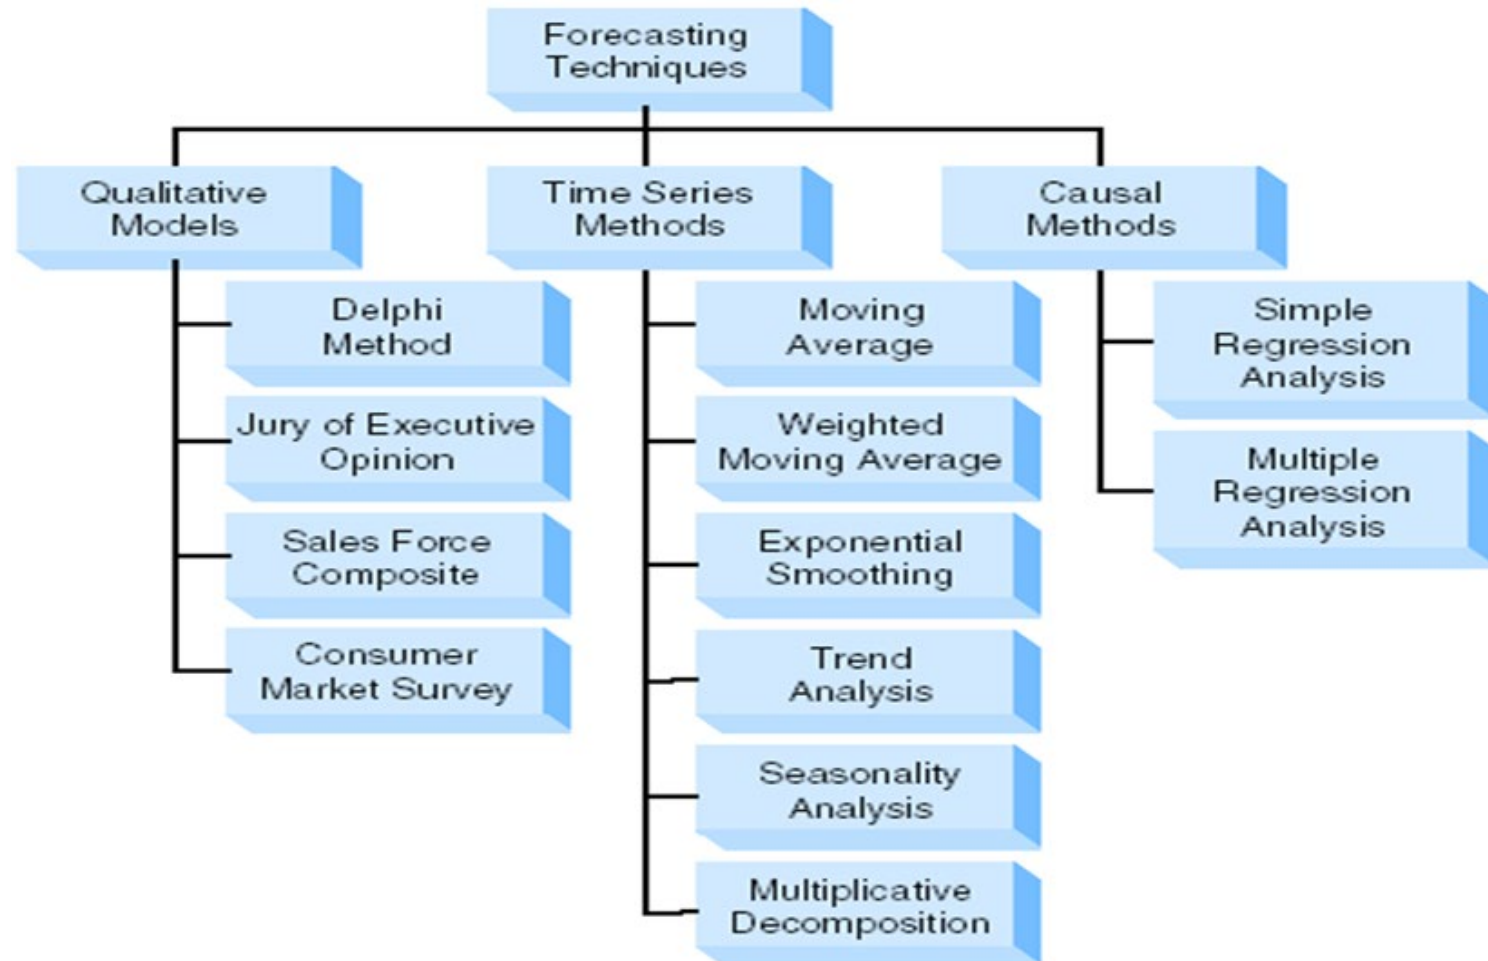 Forecasting
Techniques
Qualitative
Models
Time Series
Methods
Causal
Methods
Delphi
Method
Jury of Executive
Opinion
Sales Force
Composite
Consumer
Market Survey
Moving
Average
Weighted
Moving Average
Exponential
Smoothing
Trend
Analysis
Seasonality
Analysis
Multiplicative
Decomposition
Simple
Regression
Analysis
Multiple
Regression
Analysis